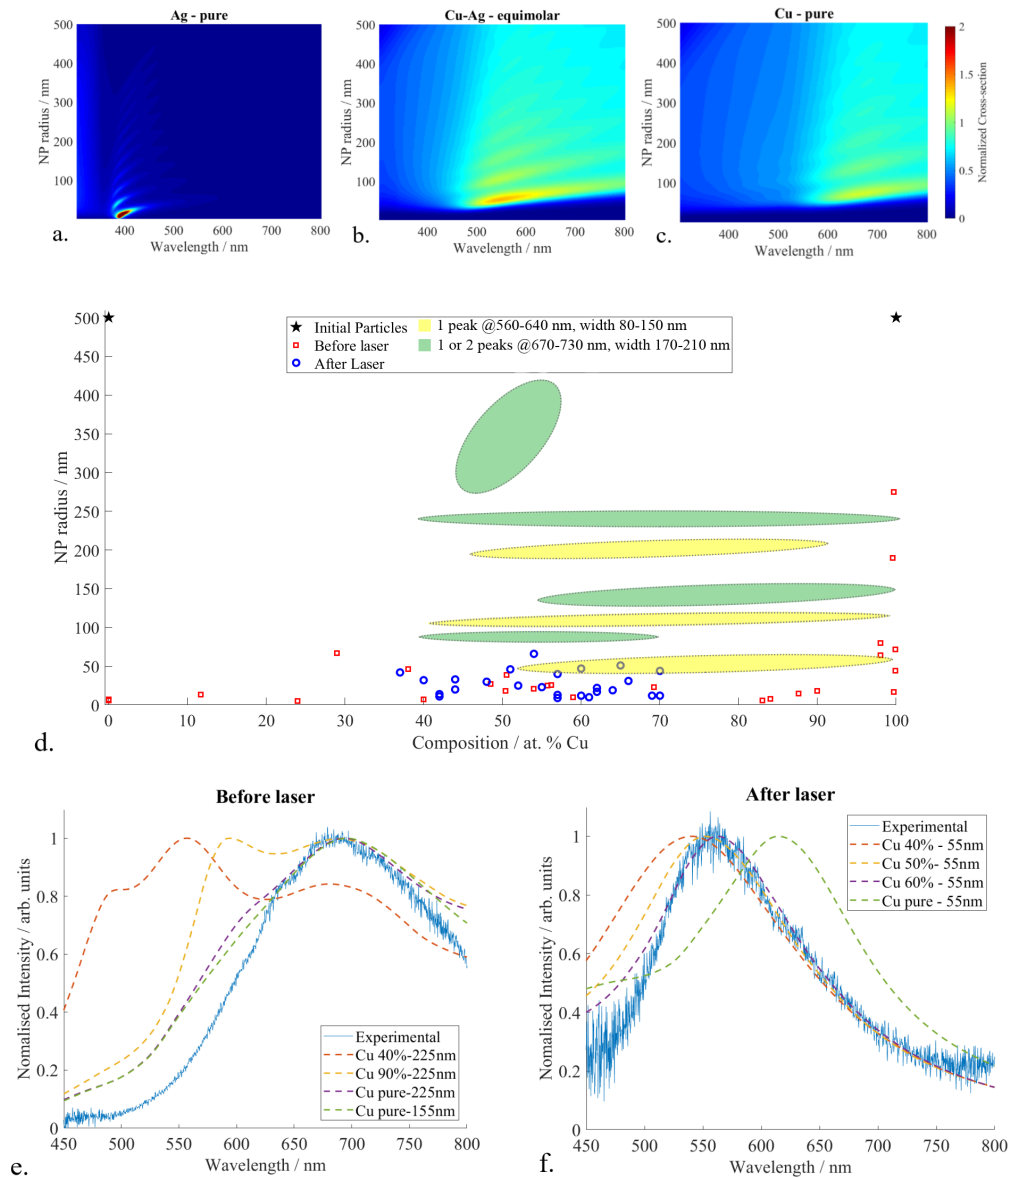 Ag - pure
500
400
300
200
100
NP radius / nm
400 500 600 700 800
Wavelength / nm
a.
Cu-Ag - equimolar
500
400
300
200
100
NP radius / nm
400 500 600 700 800
Wavelength / nm
b.
Cu - pure
500
400
300
200
100
NP radius / nm
400 500 600 700 800
Wavelength / nm
c.
2
1.5
1
0.5
0
Normalized Cross-section
500
450
400
350
300
250
200
150
100
50
0
NP radius / nm
Initial Particles
Before laser
After Laser
1 peak @560-640 nm, width 80-150 nm
1 or 2 peaks @670-730 nm, width 170-210 nm
0 10 20 30 40 50 60 70 80 90 100
Composition / at. % Cu
d.
Before laser
1
0.8
0.6
0.4
0.2
0
Normalised Intensity / arb. units
Experimental
Cu 40%-225nm
Cu 90%-225nm
Cu pure-225nm
Cu pure-155nm
450 500 550 600 650 700 750 800
Wavelength / nm
e.
After laser
1
0.8
0.6
0.4
0.2
0
Normalised Intensity / arb. units
Experimental
Cu 40% - 55nm
Cu 50%- 55nm
Cu 60% - 55nm
Cu pure - 55nm
450 500 550 600 650 700 750 800
Wavelength / nm
f.